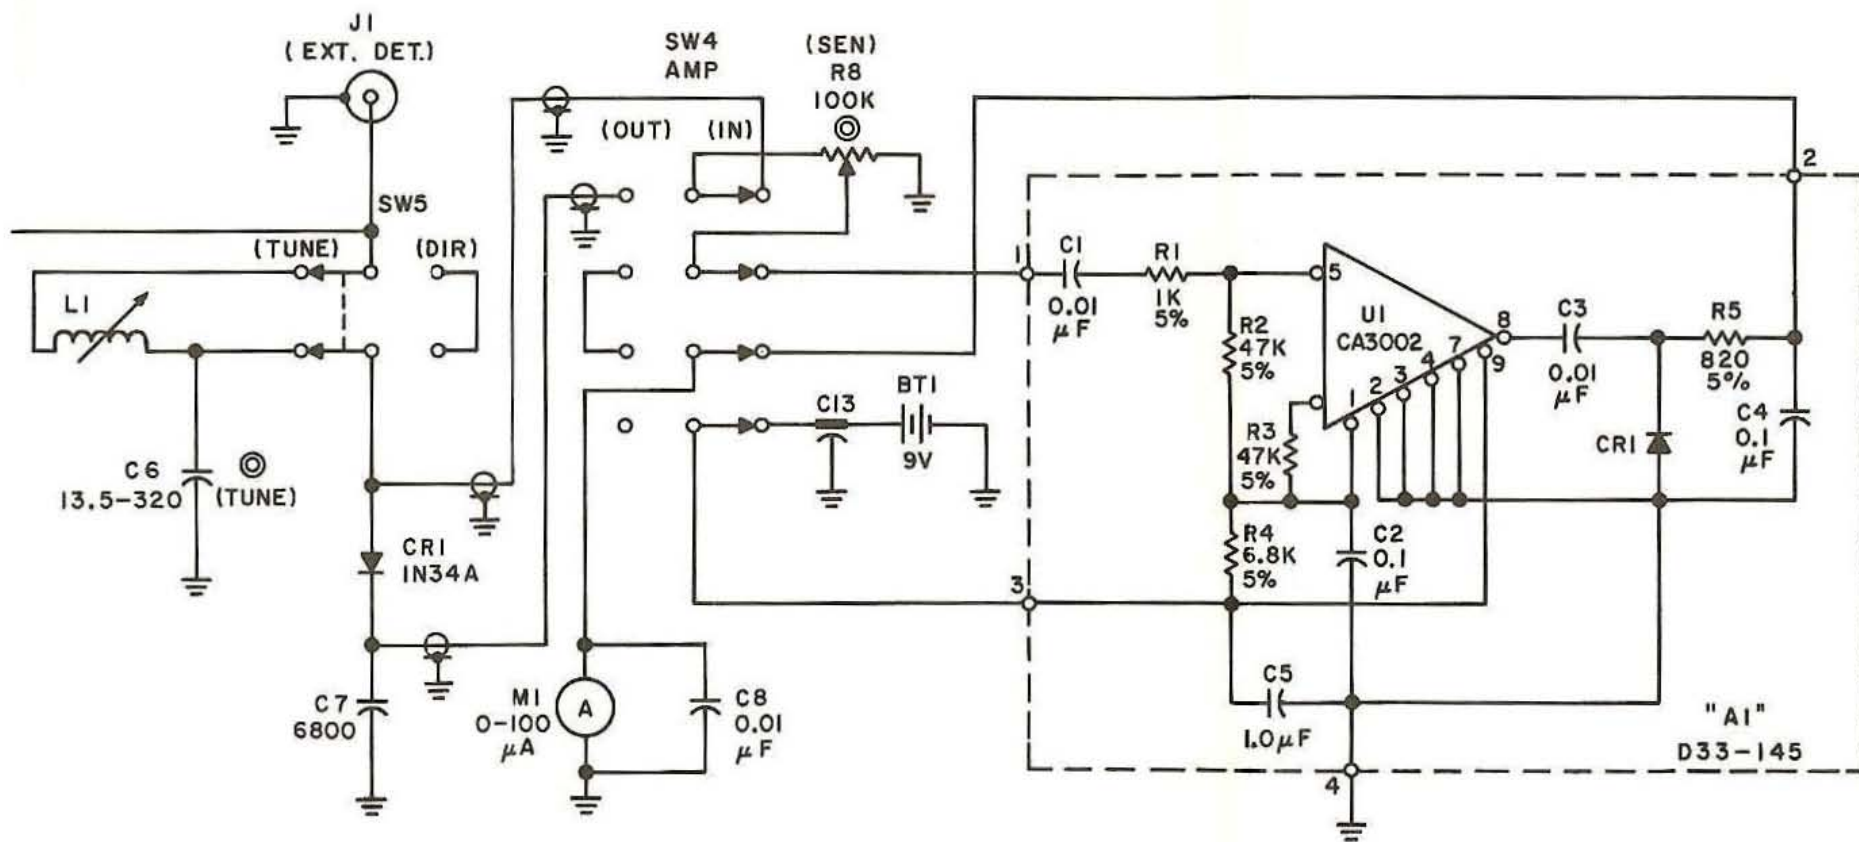 J1
(EXT. DET.)
SW4
AMP
(SEN)
R8
100K
(OUT)
(IN)
SW5
(TUNE)
(DIR)
L1
C6
13.5-320
(TUNE)
CR1
1N34A
C7
6800
M1
0-100
μA
A
C8
0.01
μF
C13
BT1
9V
1
2
3
4
C1
0.01
μF
R1
1K
5%
R2
47K
5%
R3
47K
5%
R4
6.8K
5%
5
U1
CA3002
1
2
3
4
7
8
9
C2
0.1
μF
C3
0.01
μF
R5
820
5%
CR1
C4
0.1
μF
C5
1.0μF
"A1"
D33-145